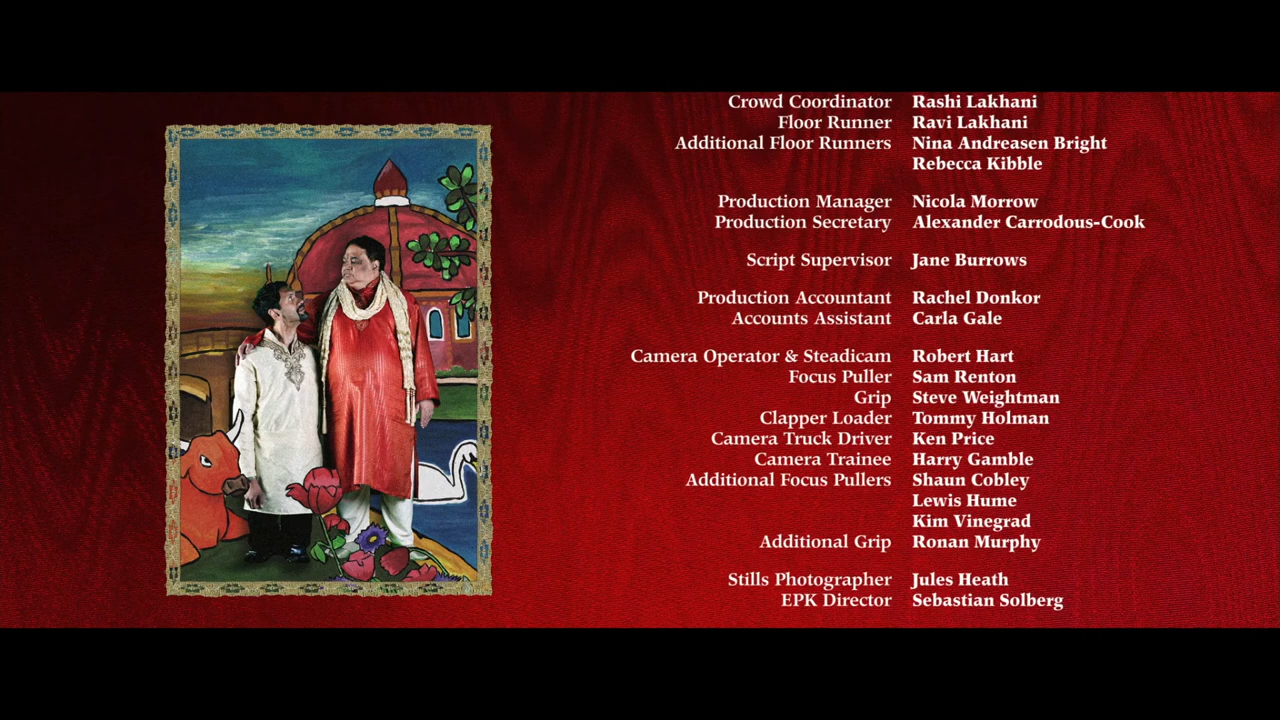 Crowd Coordinator Rashi Lakhani
Floor Runner Ravi Lakhani
Additional Floor Runners Nina Andreasen Bright
Rebecca Kibble
Production Manager Nicola Morrow
Production Secretary Alexander Carrodous-Cook
Script Supervisor Jane Burrows
Production Accountant Rachel Donkor
Accounts Assistant Carla Gale
Camera Operator & Steadicam Robert Hart
Focus Puller Sam Renton
Grip Steve Weightman
Clapper Loader Tommy Holman
Camera Truck Driver Ken Price
Camera Trainee Harry Gamble
Additional Focus Pullers Shaun Cobley
Lewis Hume
Kim Vinegrad
Additional Grip Ronan Murphy
Stills Photographer Jules Heath
EPK Director Sebastian Solberg